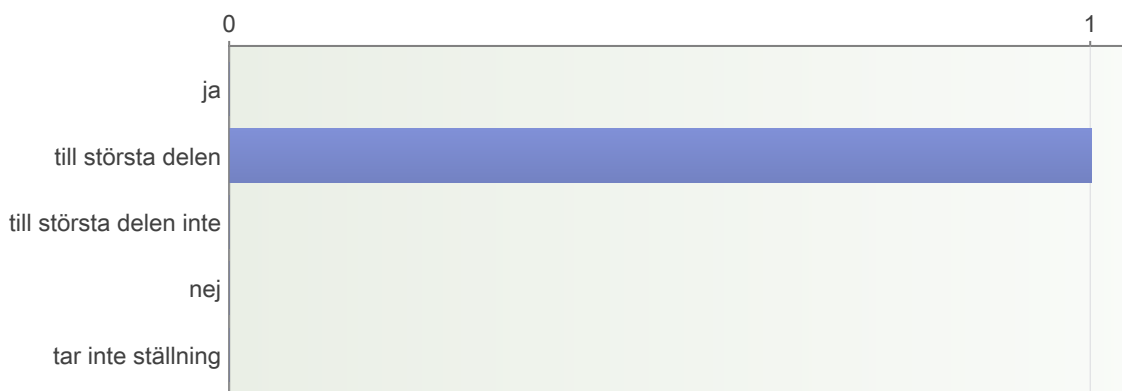 0 1
ja
till största delen
till största delen inte
nej
tar inte ställning